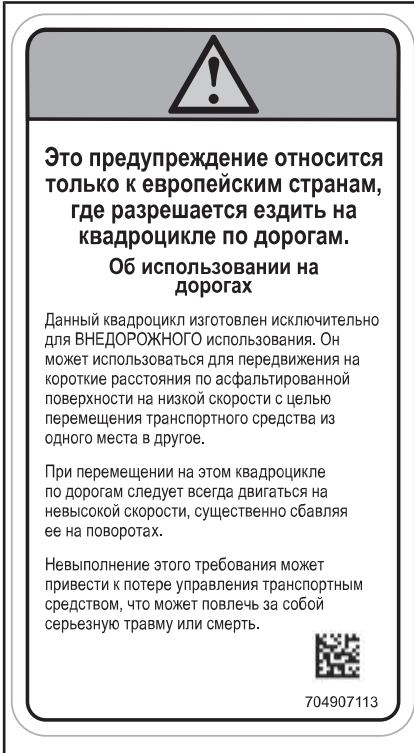 Это предупреждение относится
только к европейским странам,
где разрешается ездить на
квадроцикле по дорогам.
Об использовании на
дорогах
Данный квадроцикл изготовлен исключительно
для ВНЕДОРОЖНОГО использования. Он
может использоваться для передвижения на
короткие расстояния по асфальтированной
поверхности на низкой скорости с целью
перемещения транспортного средства из
одного места в другое.
При перемещении на этом квадроцикле
по дорогам следует всегда двигаться на
невысокой скорости, существенно сбавляя
ее на поворотах.
Невыполнение этого требования может
привести к потере управления транспортным
средством, что может повлечь за собой
серьезную травму или смерть.
704907113